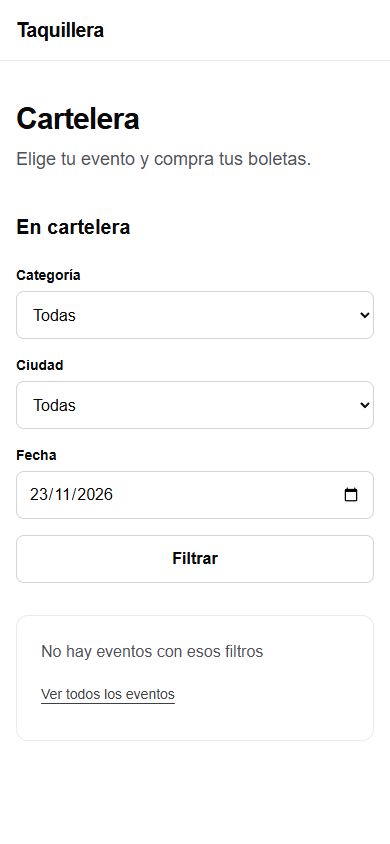 Taquillera
Cartelera
Elige tu evento y compra tus boletas.
En cartelera
Categoría
Todas
Ciudad
Todas
Fecha
23/11/2026
Filtrar
No hay eventos con esos filtros
Ver todos los eventos